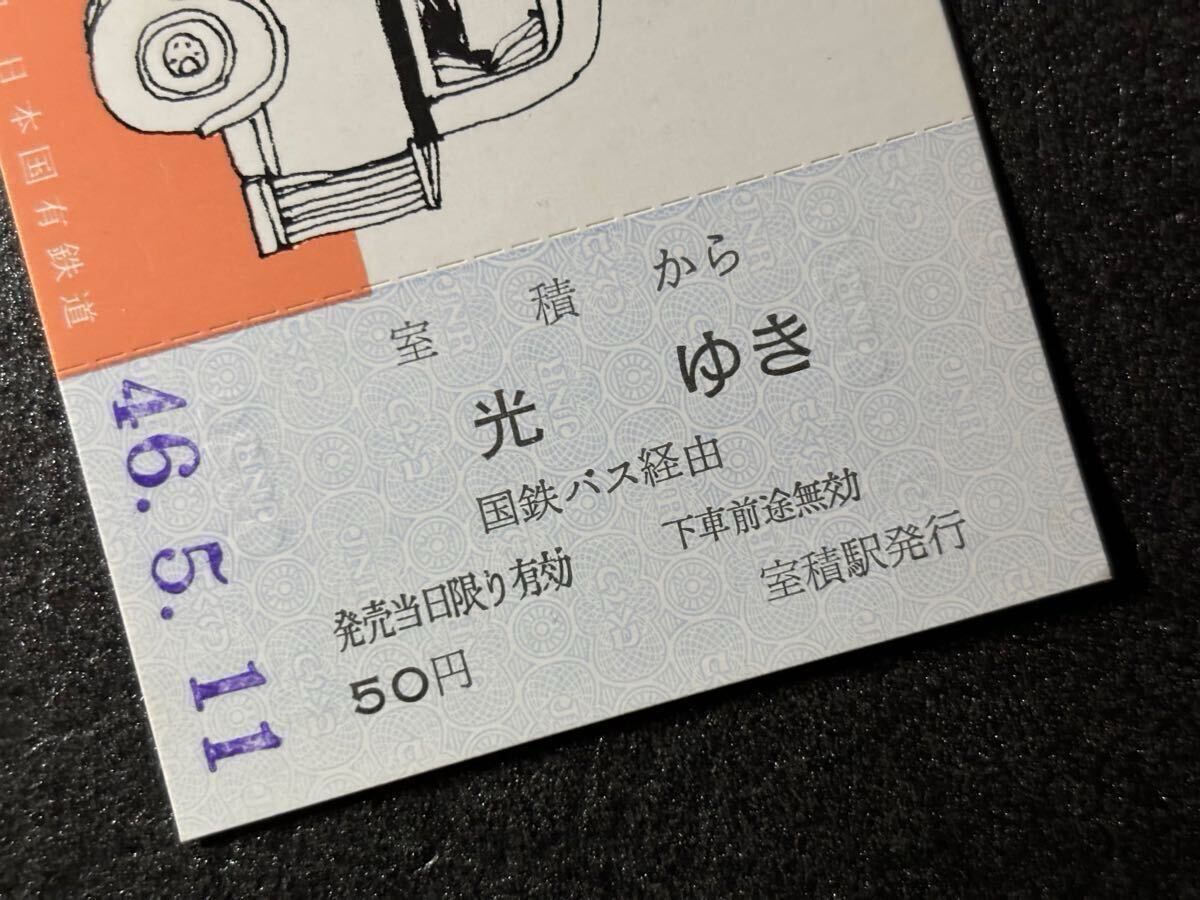 日本国有鉄道
室積から
光ゆき
国鉄バス経由
発売当日限り有効 下車前途無効
50円 室積駅発行
46.5.11